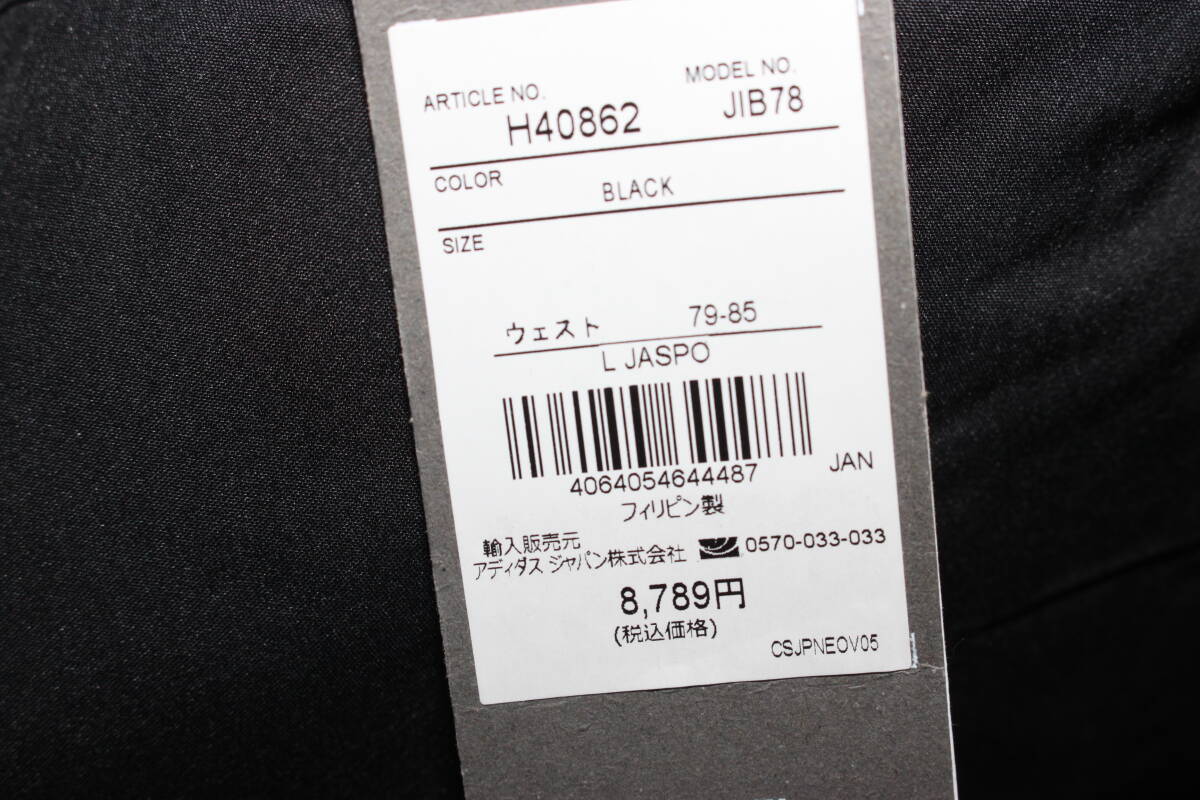 ARTICLE NO. MODEL NO.
H40862 JIB78
COLOR
BLACK
SIZE
ウェスト 79-85
L JASPO
4064054644487 JAN
フィリピン製
輸入販売元
アディダス ジャパン株式会社 0570-033-033
8,789円
(税込価格)
CSJPNEOV05